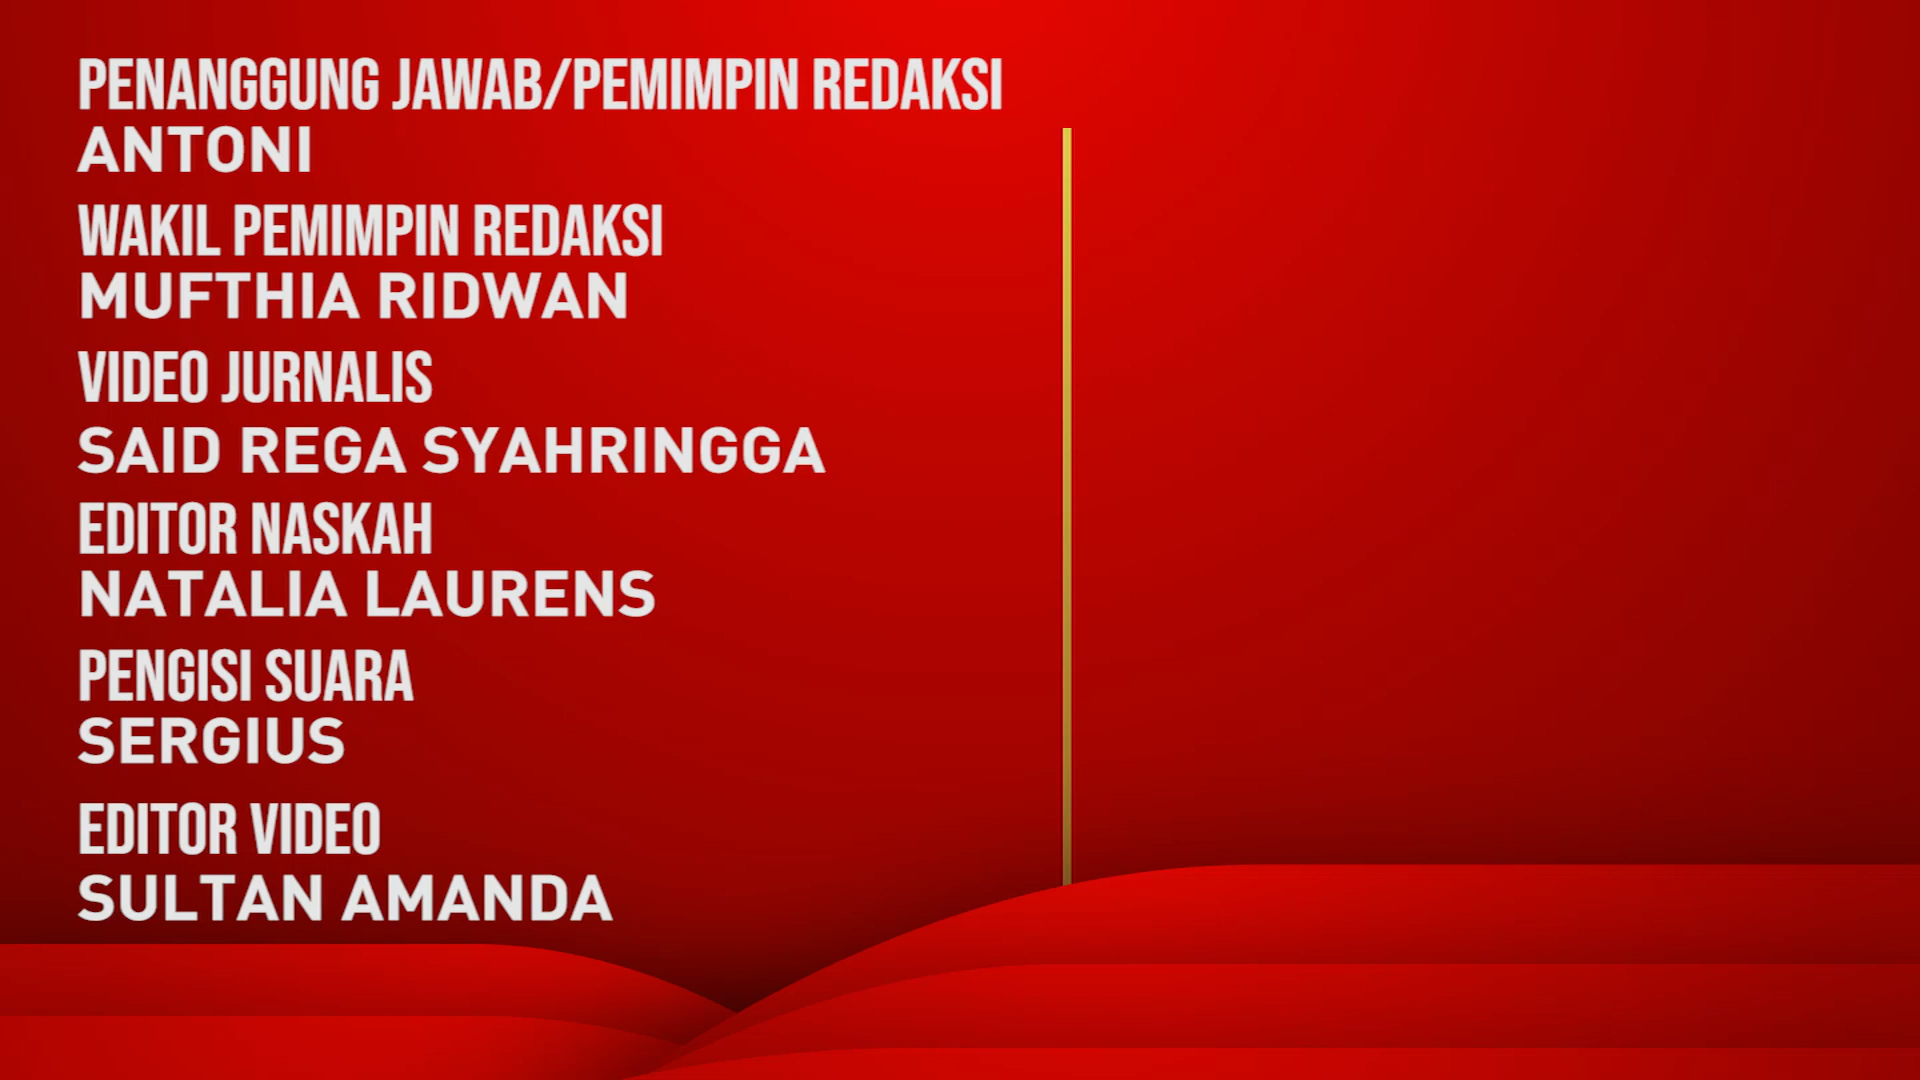 PENANGGUNG JAWAB/PEMIMPIN REDAKSI
ANTONI
WAKIL PEMIMPIN REDAKSI
MUFTHIA RIDWAN
VIDEO JURNALIS
SAID REGA SYAHRINGGA
EDITOR NASKAH
NATALIA LAURENS
PENGISI SUARA
SERGIUS
EDITOR VIDEO
SULTAN AMANDA